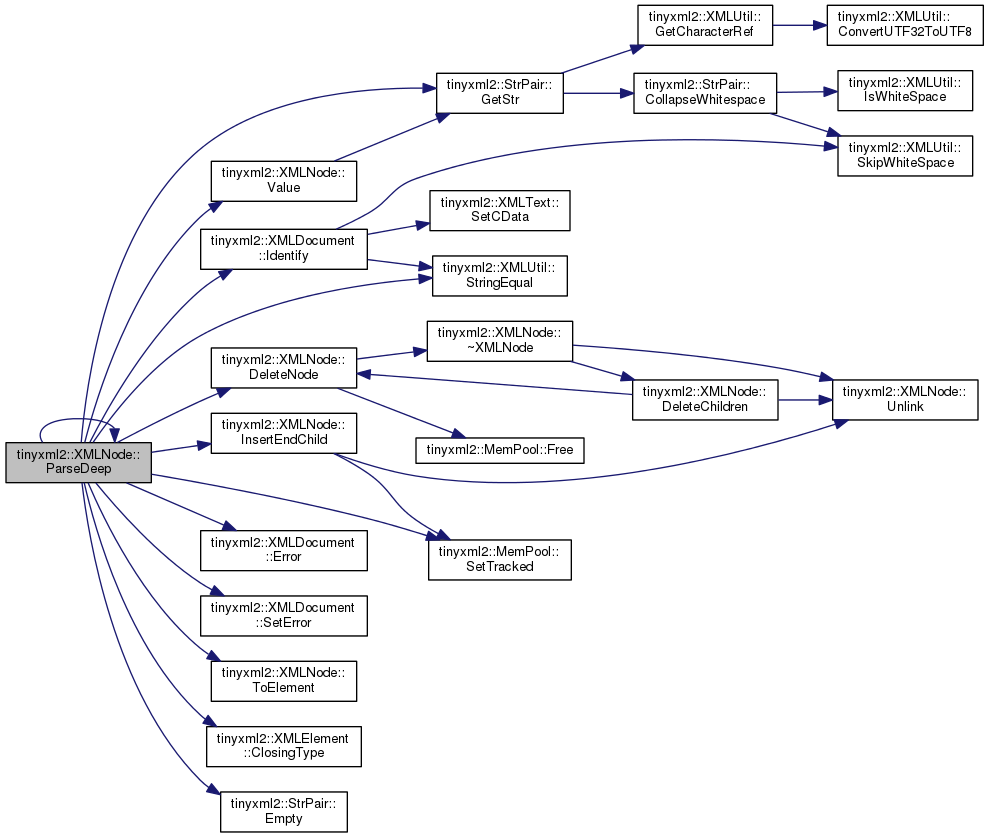 tinyxml2::XMLUtil::
GetCharacterRef
tinyxml2::XMLUtil::
ConvertUTF32ToUTF8
tinyxml2::StrPair::
GetStr
tinyxml2::StrPair::
CollapseWhitespace
tinyxml2::XMLUtil::
IsWhiteSpace
tinyxml2::XMLUtil::
SkipWhiteSpace
tinyxml2::XMLNode::
Value
tinyxml2::XMLText::
SetCData
tinyxml2::XMLDocument
::Identify
tinyxml2::XMLUtil::
StringEqual
tinyxml2::XMLNode::
~XMLNode
tinyxml2::XMLNode::
DeleteNode
tinyxml2::XMLNode::
DeleteChildren
tinyxml2::XMLNode::
Unlink
tinyxml2::XMLNode::
InsertEndChild
tinyxml2::MemPool::Free
tinyxml2::XMLNode::
ParseDeep
tinyxml2::XMLDocument
::Error
tinyxml2::MemPool::
SetTracked
tinyxml2::XMLDocument
::SetError
tinyxml2::XMLNode::
ToElement
tinyxml2::XMLElement
::ClosingType
tinyxml2::StrPair::
Empty